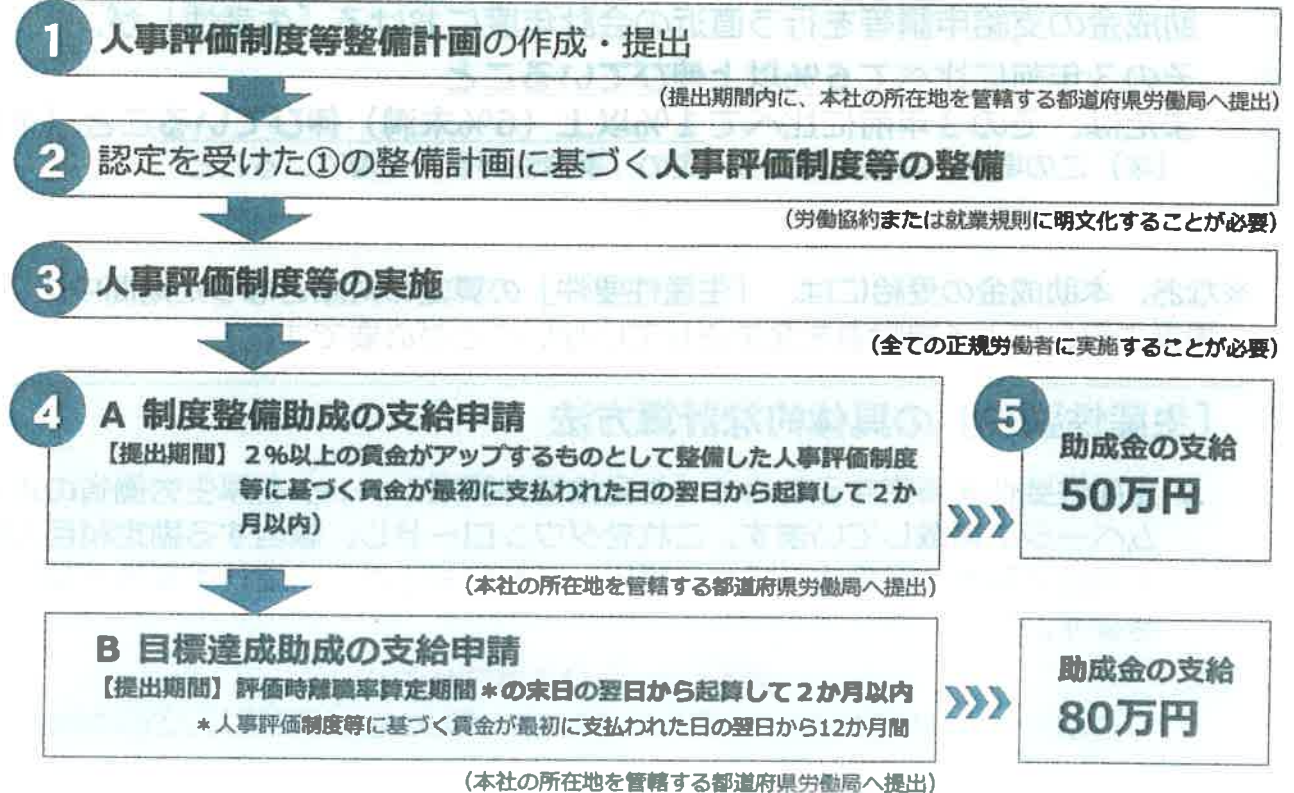 1 人事評価制度等整備計画の作成・提出
(提出期間内に、本社の所在地を管轄する都道府県労働局へ提出)
2 認定を受けた①の整備計画に基づく人事評価制度等の整備
(労働協約または就業規則に明文化することが必要)
3 人事評価制度等の実施
(全ての正規労働者に実施することが必要)
4 A 制度整備助成の支給申請
【提出期間】2%以上の賃金がアップするものとして整備した人事評価制度
等に基づく賃金が最初に支払われた日の翌日から起算して2か
月以内)
(本社の所在地を管轄する都道府県労働局へ提出)
5
助成金の支給
50万円
B 目標達成助成の支給申請
【提出期間】評価時離職率算定期間*の末日の翌日から起算して2か月以内
*人事評価制度等に基づく賃金が最初に支払われた日の翌日から12か月間
(本社の所在地を管轄する都道府県労働局へ提出)
助成金の支給
80万円